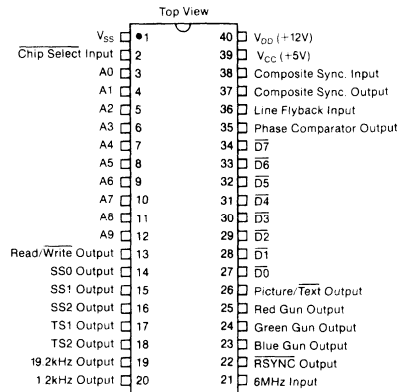 Top View
VSS 1 40 VDD (+12V)
Chip Select Input 2 39 VCC (+5V)
A0 3 38 Composite Sync. Input
A1 4 37 Composite Sync. Output
A2 5 36 Line Flyback Input
A3 6 35 Phase Comparator Output
A4 7 34 D7
A5 8 33 D6
A6 9 32 D5
A7 10 31 D4
A8 11 30 D3
A9 12 29 D2
Read/Write Output 13 28 D1
SS0 Output 14 27 D0
SS1 Output 15 26 Picture/Text Output
SS2 Output 16 25 Red Gun Output
TS1 Output 17 24 Green Gun Output
TS2 Output 18 23 Blue Gun Output
19.2kHz Output 19 22 RSYNC Output
1 2kHz Output 20 21 6MHz Input